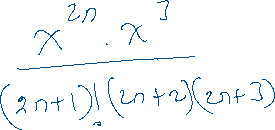 x^{2n} · x^3
(2n+1)! (2n+2)(2n+3)